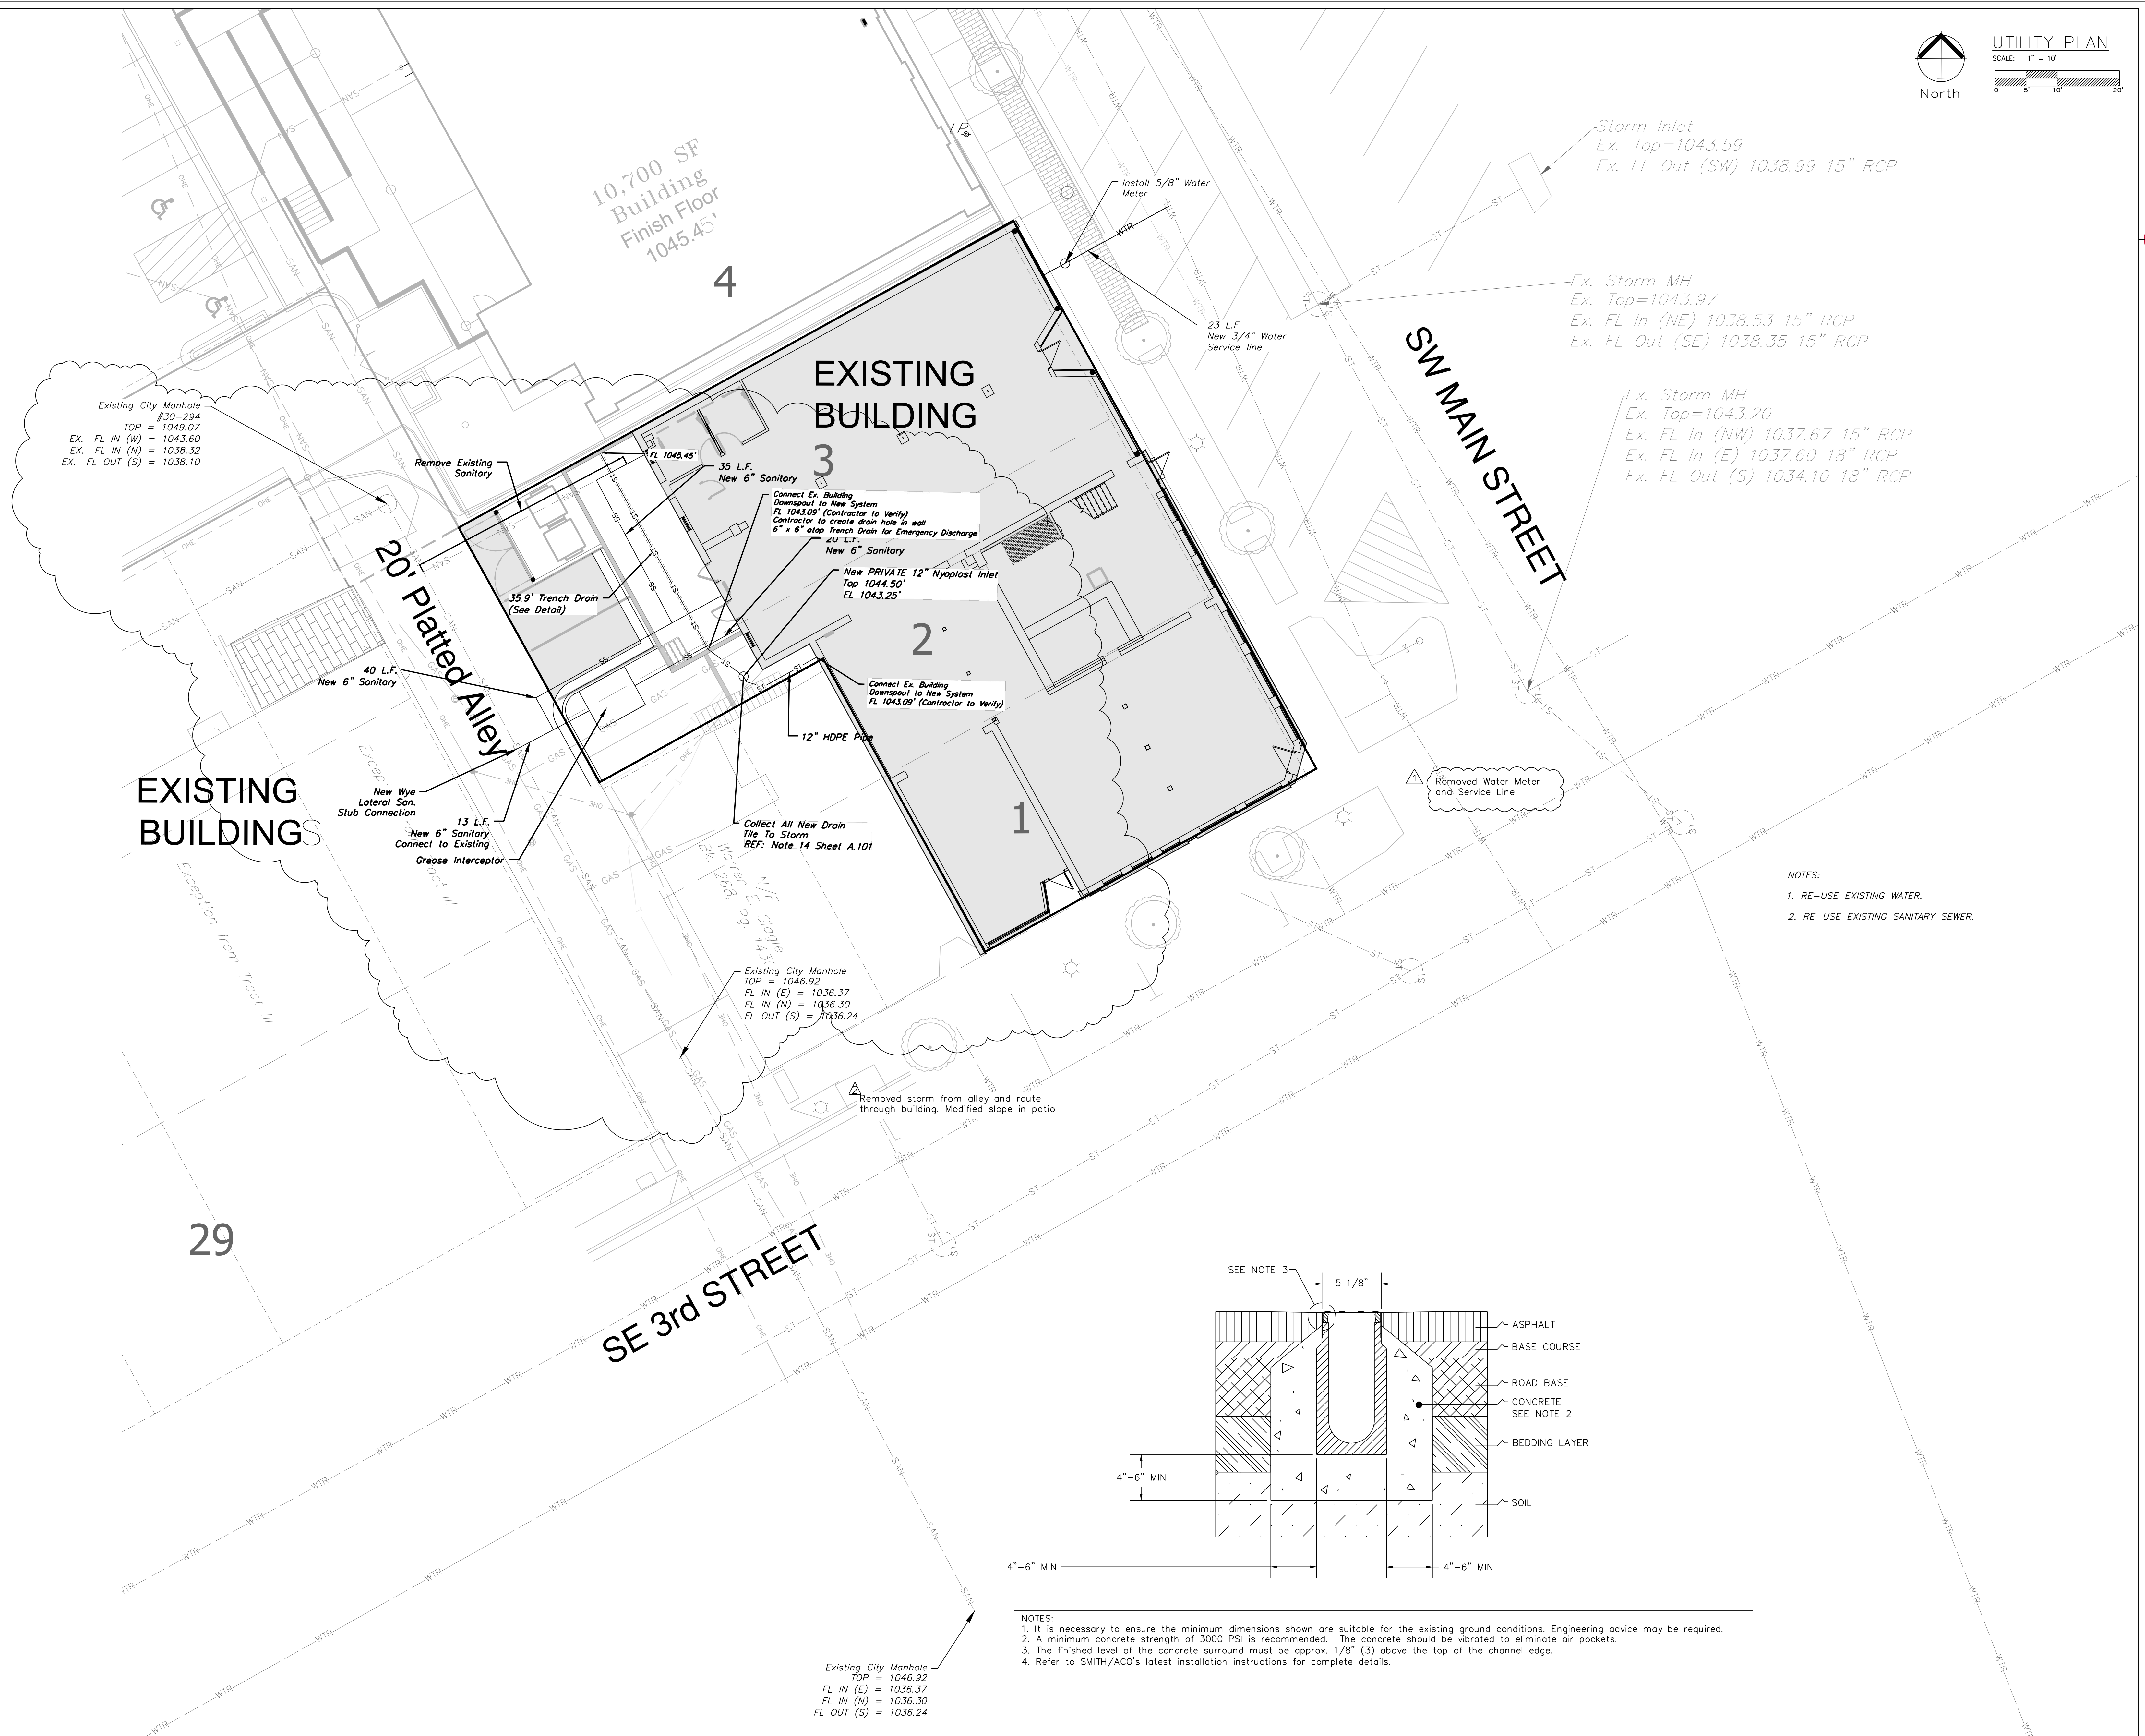 UTILITY PLAN
SCALE: 1" = 10'
0 5' 10' 20'
North
Storm Inlet
Ex. Top=1043.59
Ex. FL Out (SW) 1038.99 15" RCP
Ex. Storm MH
Ex. Top=1043.97
Ex. FL In (NE) 1038.53 15" RCP
Ex. FL Out (SE) 1038.35 15" RCP
Ex. Storm MH
Ex. Top=1043.20
Ex. FL In (NW) 1037.67 15" RCP
Ex. FL In (E) 1037.60 18" RCP
Ex. FL Out (S) 1034.10 18" RCP
10,700 SF
Building
Finish Floor
1045.45'
LP
Install 5/8" Water
Meter
WTR
23 L.F.
New 3/4" Water
Service line
4
EXISTING
BUILDING
3
SW MAIN STREET
Existing City Manhole
#30-294
TOP = 1049.07
EX. FL IN (W) = 1043.60
EX. FL IN (N) = 1038.32
EX. FL OUT (S) = 1038.10
Remove Existing
Sanitary
FL 1045.45'
35 L.F.
New 6" Sanitary
Connect Ex. Building
Downspout to New System
FL 1043.09' (Contractor to Verify)
Contractor to create drain hole in wall
6" x 6" atop Trench Drain for Emergency Discharge
20 L.F.
New 6" Sanitary
New PRIVATE 12" Nyoplast Inlet
Top 1044.50'
FL 1043.25'
35.9' Trench Drain
(See Detail)
20' Platted Alley
2
40 L.F.
New 6" Sanitary
Connect Ex. Building
Downspout to New System
FL 1043.09' (Contractor to Verify)
12" HDPE Pipe
EXISTING
BUILDINGS
New Wye
Lateral San.
Stub Connection
13 L.F.
New 6" Sanitary
Connect to Existing
Grease Interceptor
Collect All New Drain
Tile To Storm
REF: Note 14 Sheet A.101
1
1
Removed Water Meter
and Service Line
Exception from Tract III
N/F
Warren E. Slagle
NOTES:
1. RE-USE EXISTING WATER.
2. RE-USE EXISTING SANITARY SEWER.
Existing City Manhole
TOP = 1046.92
FL IN (E) = 1036.37
FL IN (N) = 1036.30
FL OUT (S) = 1036.24
2
Removed storm from alley and route
through building. Modified slope in patio
29
SE 3rd STREET
SEE NOTE 3
5 1/8"
ASPHALT
BASE COURSE
ROAD BASE
CONCRETE
SEE NOTE 2
BEDDING LAYER
SOIL
4"-6" MIN
4"-6" MIN
4"-6" MIN
NOTES:
1. It is necessary to ensure the minimum dimensions shown are suitable for the existing ground conditions. Engineering advice may be required.
2. A minimum concrete strength of 3000 PSI is recommended. The concrete should be vibrated to eliminate air pockets.
3. The finished level of the concrete surround must be approx. 1/8" (3) above the top of the channel edge.
4. Refer to SMITH/ACO's latest installation instructions for complete details.
Existing City Manhole
TOP = 1046.92
FL IN (E) = 1036.37
FL IN (N) = 1036.30
FL OUT (S) = 1036.24